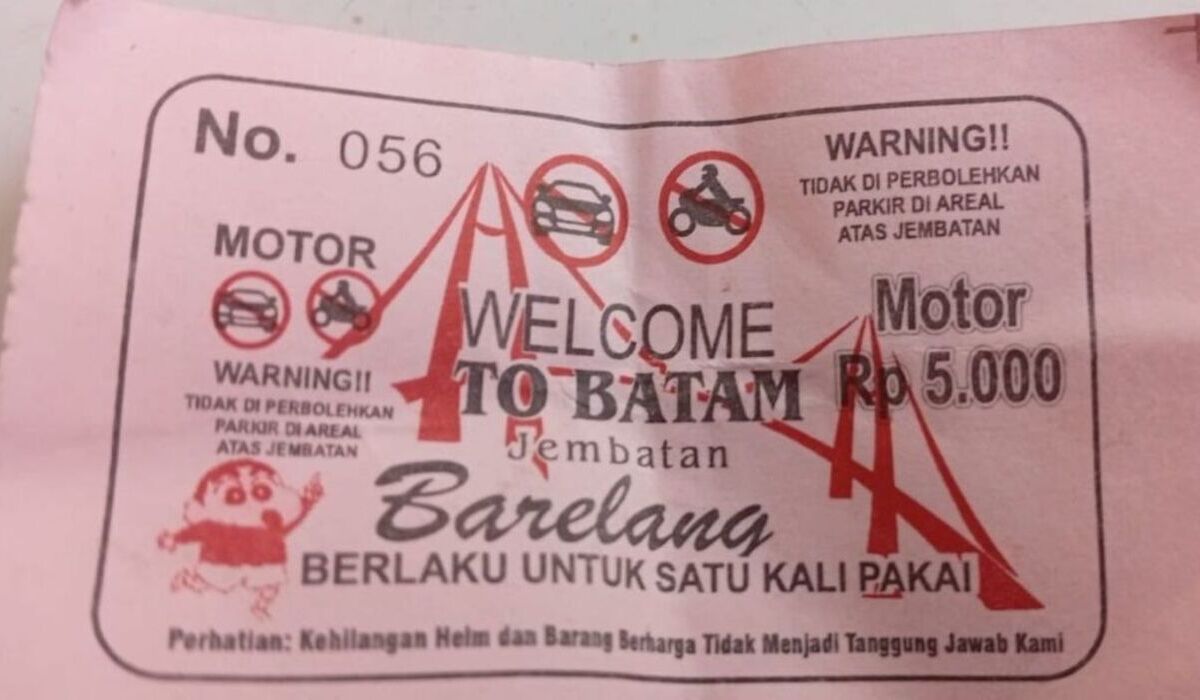 No. 056
MOTOR
WARNING!!
TIDAK DI PERBOLEHKAN
PARKIR DI AREAL
ATAS JEMBATAN
WELCOME
TO BATAM
Jembatan
Barelang
BERLAKU UNTUK SATU KALI PAKAI
WARNING!!
TIDAK DI PERBOLEHKAN
PARKIR DI AREAL
ATAS JEMBATAN
Motor
Rp 5.000
Perhatian: Kehilangan Helm dan Barang Berharga Tidak Menjadi Tanggung Jawab Kami